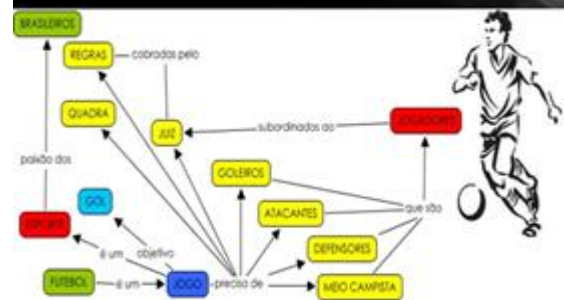 BRASILEIROS
REGRAS
cobradas pelo
QUADRA
JUIZ
subordinados ao
JOGADORES
paixão dos
GOLEIROS
GOL
ATACANTES
que são
ESPORTE
é um
objetivo
DEFENSORES
FUTEBOL
é um
JOGO
precisa de
MEIO CAMPISTA